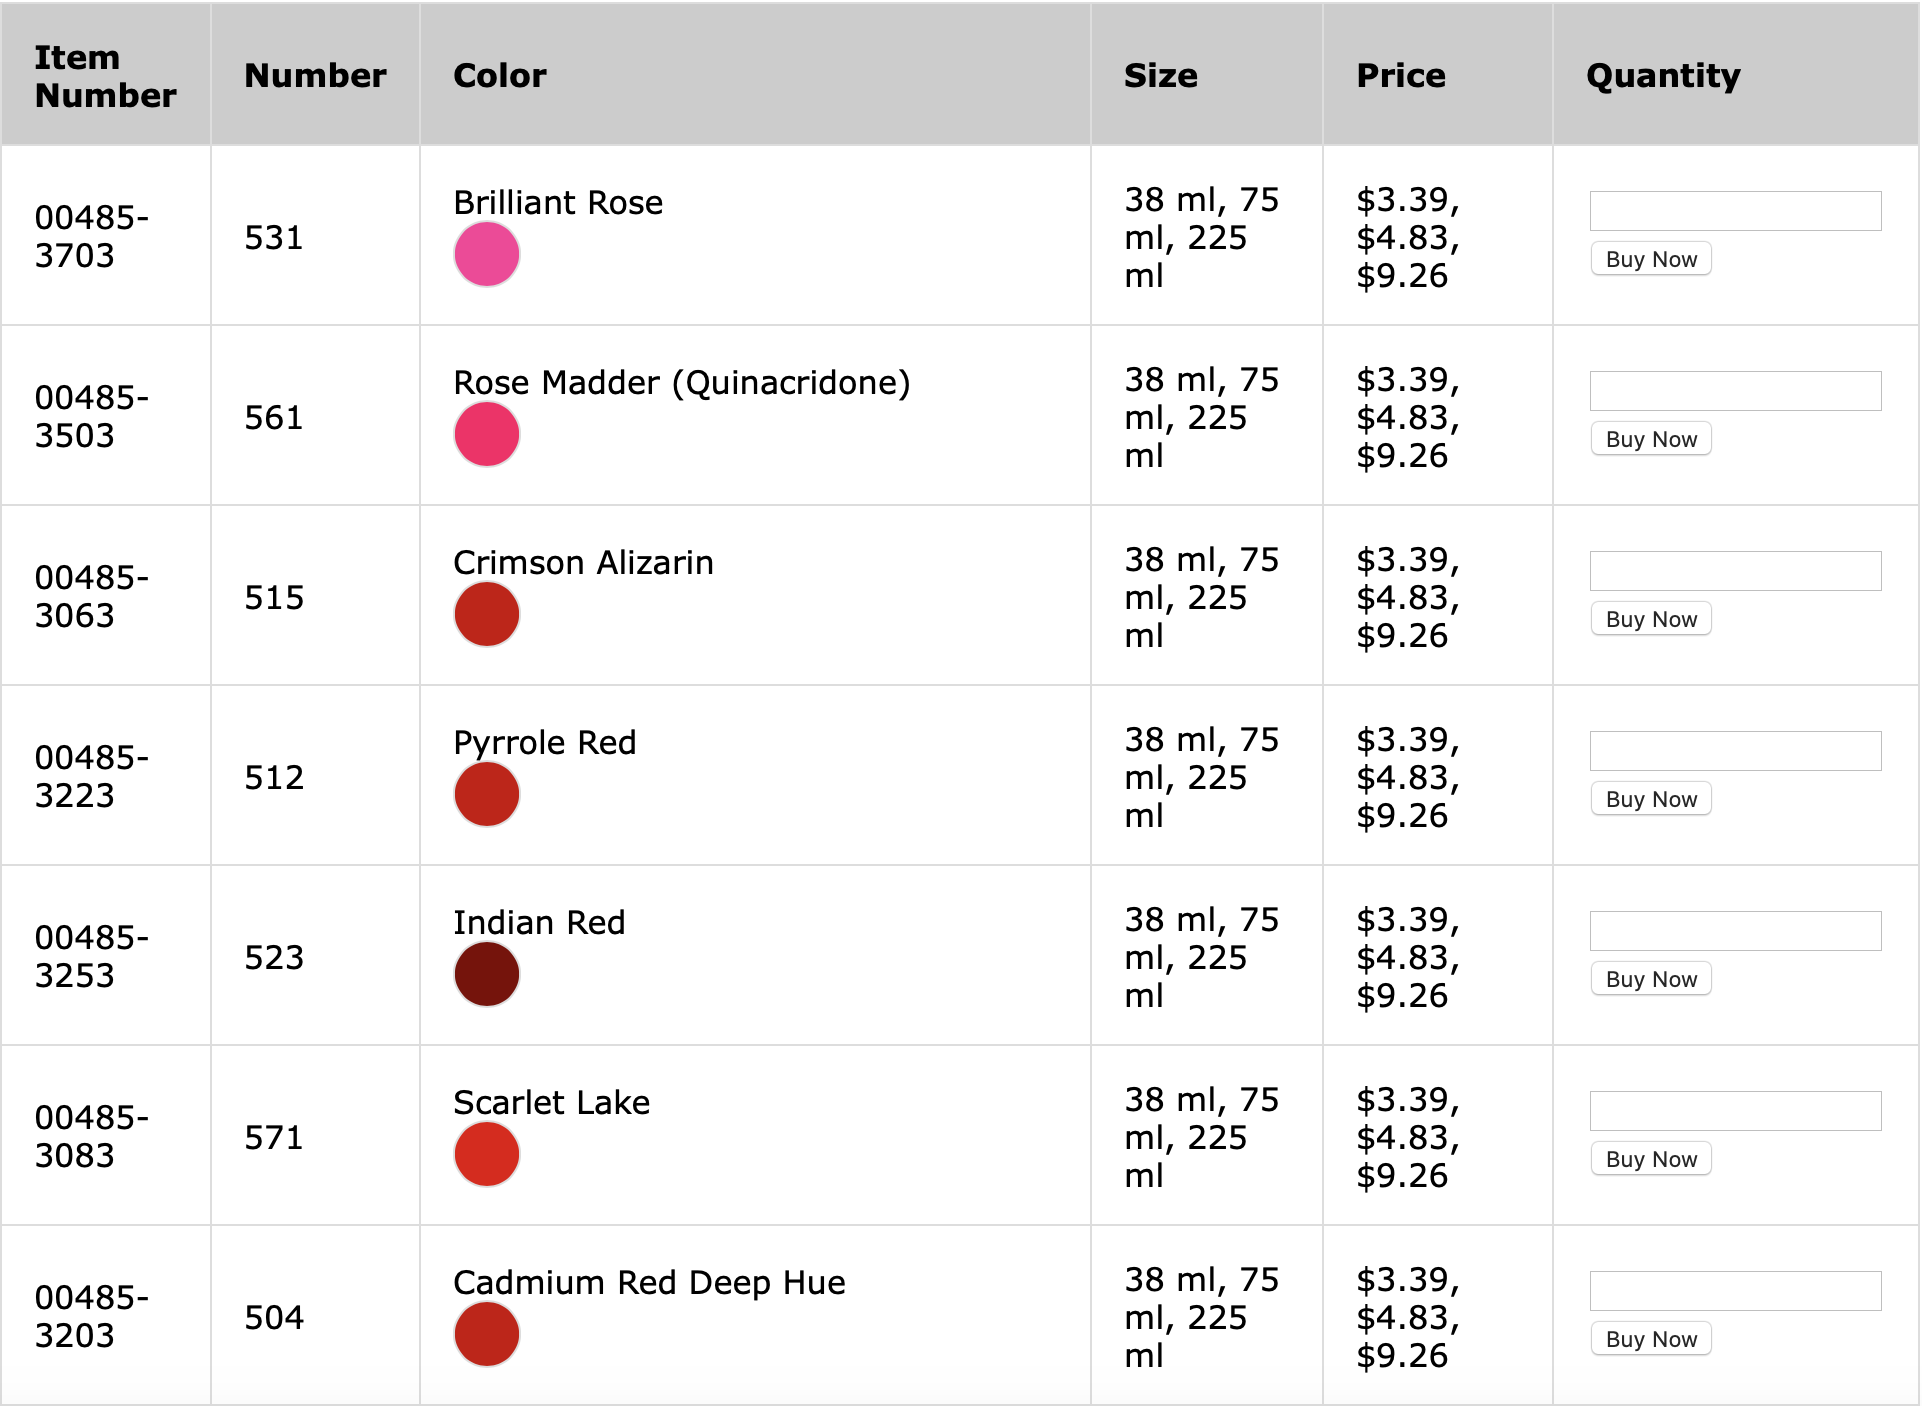 Item
Number
Number
Color
Size
Price
Quantity
00485-
3703
531
Brilliant Rose
38 ml, 75
ml, 225
ml
$3.39,
$4.83,
$9.26
Buy Now
00485-
3503
561
Rose Madder (Quinacridone)
38 ml, 75
ml, 225
ml
$3.39,
$4.83,
$9.26
Buy Now
00485-
3063
515
Crimson Alizarin
38 ml, 75
ml, 225
ml
$3.39,
$4.83,
$9.26
Buy Now
00485-
3223
512
Pyrrole Red
38 ml, 75
ml, 225
ml
$3.39,
$4.83,
$9.26
Buy Now
00485-
3253
523
Indian Red
38 ml, 75
ml, 225
ml
$3.39,
$4.83,
$9.26
Buy Now
00485-
3083
571
Scarlet Lake
38 ml, 75
ml, 225
ml
$3.39,
$4.83,
$9.26
Buy Now
00485-
3203
504
Cadmium Red Deep Hue
38 ml, 75
ml, 225
ml
$3.39,
$4.83,
$9.26
Buy Now